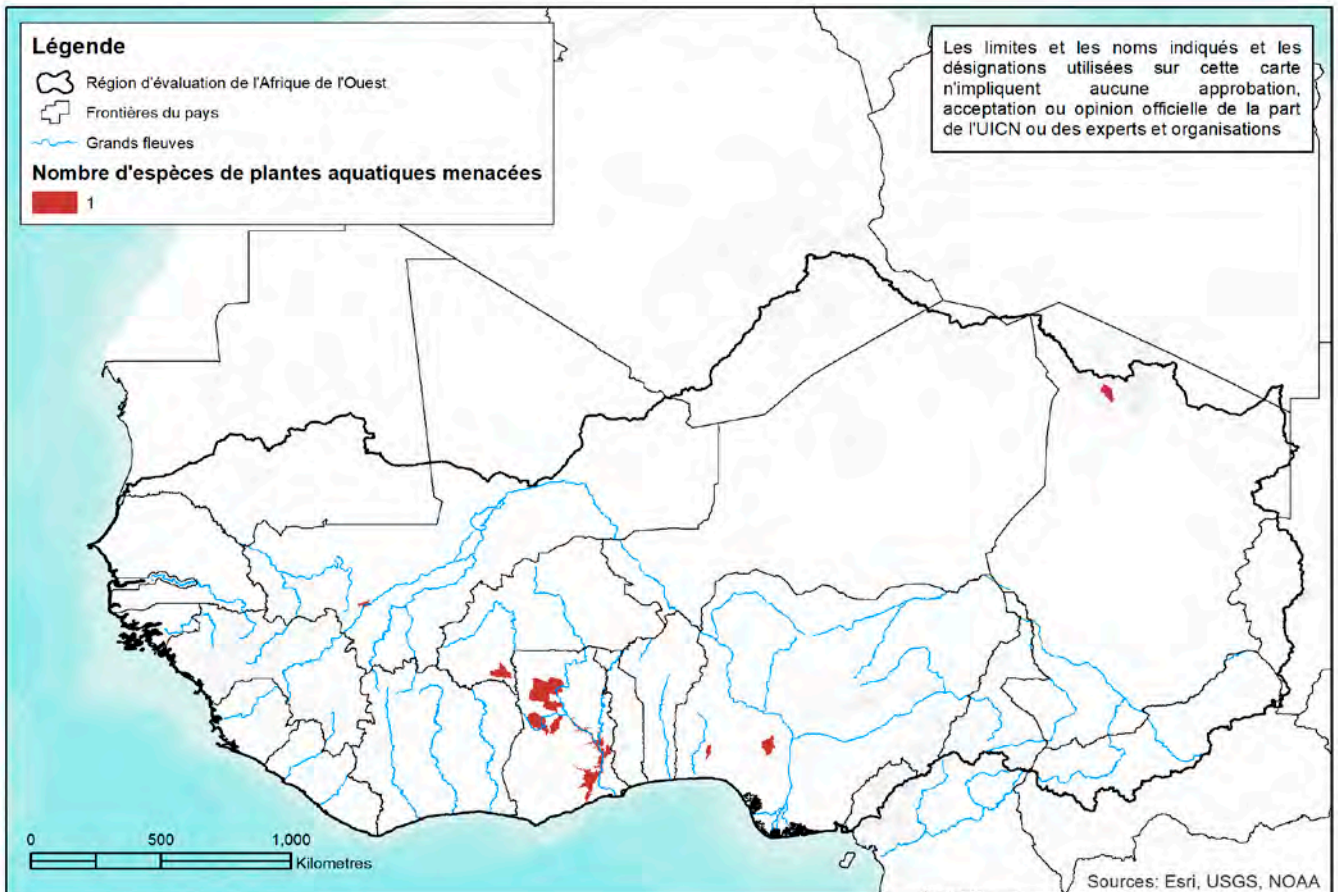 Légende
Région d'évaluation de l'Afrique de l'Ouest
Frontières du pays
Grands fleuves
Nombre d'espèces de plantes aquatiques menacées
1
Les limites et les noms indiqués et les
désignations utilisées sur cette carte
n'impliquent aucune approbation,
acceptation ou opinion officielle de la part
de l'UICN ou des experts et organisations
0 500 1,000
Kilometres
Sources: Esri, USGS, NOAA